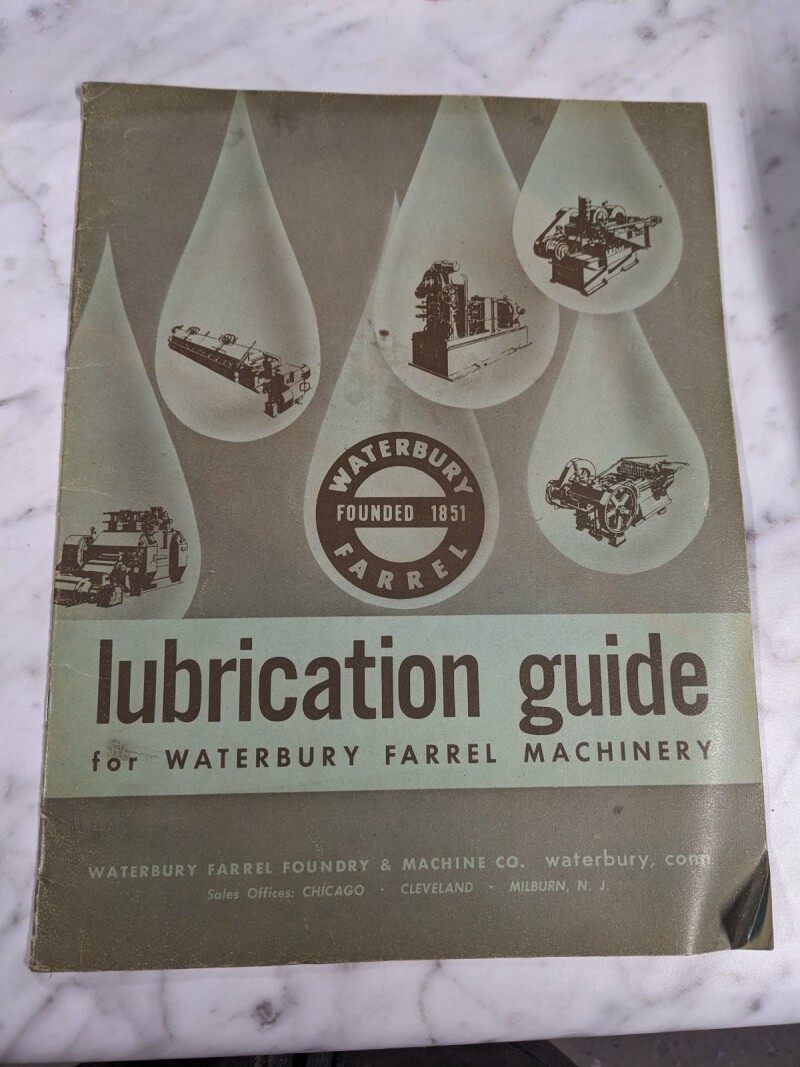 WATERBURY
FOUNDED 1851
FARREL
lubrication guide
for WATERBURY FARREL MACHINERY
WATERBURY FARREL FOUNDRY & MACHINE CO. waterbury, conn.
Sales Offices: CHICAGO · CLEVELAND · MILBURN, N. J.